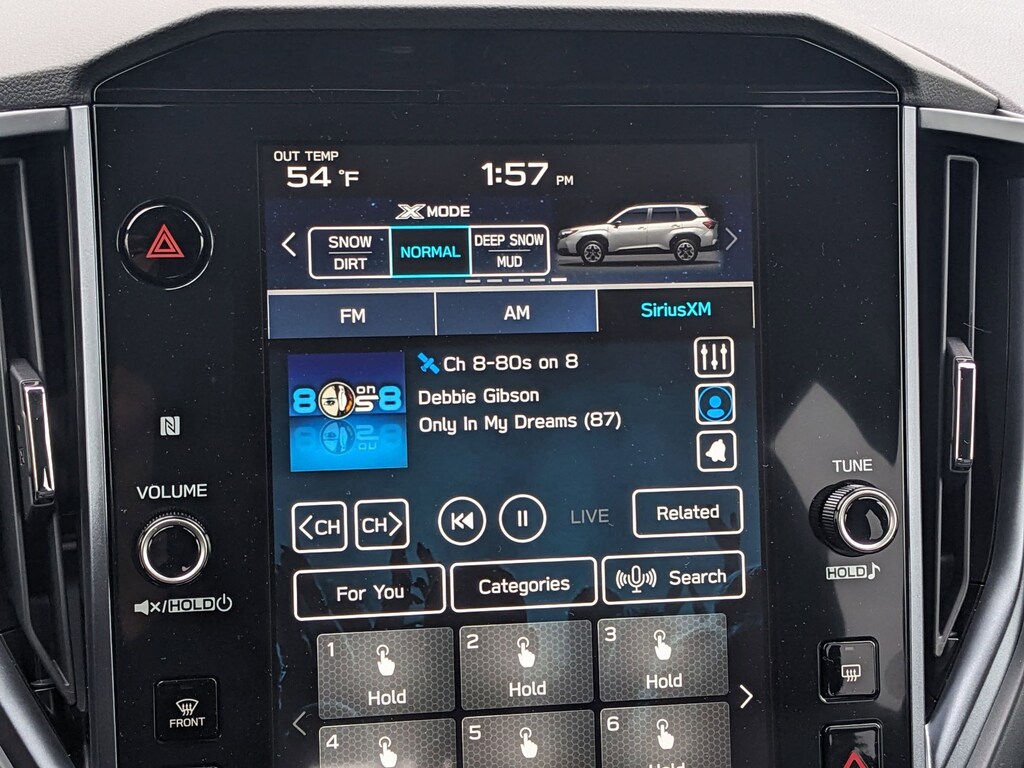 OUT TEMP
54 °F
1:57 PM
X MODE
SNOW
DIRT
NORMAL
DEEP SNOW
MUD
FM
AM
SiriusXM
8 on 8
80s
Ch 8-80s on 8
Debbie Gibson
Only In My Dreams (87)
VOLUME
TUNE
<CH
CH>
LIVE
Related
HOLD
For You
Categories
Search
/HOLD
1
Hold
2
Hold
3
Hold
FRONT
4
5
6
Hold